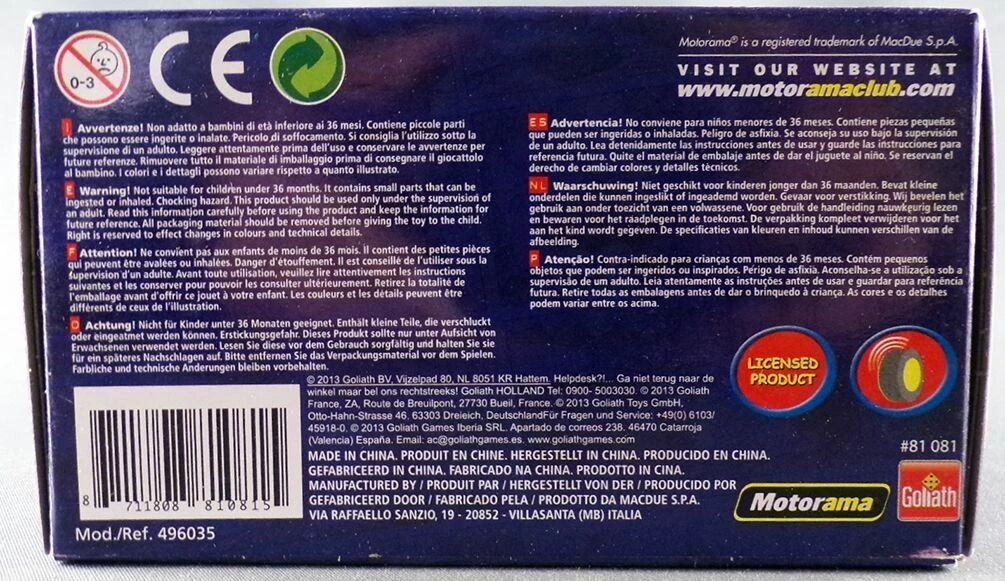 0-3
CE
Motorama® is a registered trademark of MacDue S.p.A.
VISIT OUR WEBSITE AT
www.motoramaclub.com
I Avvertenze! Non adatto a bambini di età inferiore ai 36 mesi. Contiene piccole parti
che possono essere ingerite o inalate. Pericolo di soffocamento. Si consiglia l'utilizzo sotto la
supervisione di un adulto. Leggere attentamente prima dell'uso e conservare le avvertenze per
future referenze. Rimuovere tutto il materiale di imballaggio prima di consegnare il giocattolo
al bambino. I colori e i dettagli possono variare rispetto a quanto illustrato.
E Warning! Not suitable for children under 36 months. It contains small parts that can be
ingested or inhaled. Chocking hazard. This product should be used only under the supervision of
an adult. Read this information carefully before using the product and keep the information for
future reference. All packaging material should be removed before giving the toy to the child.
Right is reserved to effect changes in colours and technical details.
F Attention! Ne convient pas aux enfants de moins de 36 mois. Il contient des petites pièces
qui peuvent être avalées ou inhalées. Danger d'étouffement. Il est conseillé de l'utiliser sous la
supervision d'un adulte. Avant toute utilisation, veuillez lire attentivement les instructions
suivantes et les conserver pour pouvoir les consulter ultérieurement. Retirez la totalité de
l'emballage avant d'offrir ce jouet à votre enfant. Les couleurs et les détails peuvent être
différents de ceux de l'illustration.
D Achtung! Nicht für Kinder unter 36 Monaten geeignet. Enthält kleine Teile, die verschluckt
oder eingeatmet werden können. Erstickungsgefahr. Dieses Produkt sollte nur unter Aufsicht von
Erwachsenen verwendet werden. Lesen Sie diese vor dem Gebrauch sorgfältig und halten Sie sie
für ein späteres Nachschlagen auf. Bitte entfernen Sie das Verpackungsmaterial vor dem Spielen.
Farbliche und technische Änderungen bleiben vorbehalten.
ES Advertencia! No conviene para niños menores de 36 meses. Contiene piezas pequeñas
que pueden ser ingeridas o inhaladas. Peligro de asfixia. Se aconseja su uso bajo la supervisión
de un adulto. Lea detenidamente las instrucciones antes de usar y guarde las instrucciones para
referencia futura. Quite el material de embalaje antes de dar el juguete al niño. Se reservan el
derecho de cambiar colores y detalles técnicos.
NL Waarschuwing! Niet geschikt voor kinderen jonger dan 36 maanden. Bevat kleine
onderdelen die kunnen ingeslikt of ingeademd worden. Gevaar voor verstikking. Wij bevelen het
gebruik aan onder toezicht van een volwassene. Voor gebruik de handleiding nauwkeurig lezen
en bewaren voor het raadplegen in de toekomst. De verpakking kompleet verwijderen voor het
aan het kind wordt gegeven. De specificaties van kleuren en inhoud kunnen verschillen van de
afbeelding.
P Atenção! Contra-indicado para crianças com menos de 36 meses. Contém pequenos
objetos que podem ser ingeridos ou inspirados. Perigo de asfixia. Aconselha-se a utilização sob a
supervisão de um adulto. Leia atentamente as instruções antes de usar e guardar para referência
futura. Retire todas as embalagens antes de dar o brinquedo à criança. As cores e os detalhes
podem variar entre os acima.
LICENSED
PRODUCT
© 2013 Goliath BV, Vijzelpad 80, NL 8051 KR Hattem. Helpdesk?!... Ga niet terug naar de
winkel maar bel ons rechtstreeks! Goliath HOLLAND Tel: 0900- 5003030. © 2013 Goliath
France, ZA, Route de Breuilpont, 27730 Bueil, France. © 2013 Goliath Toys GmbH,
Otto-Hahn-Strasse 46, 63303 Dreieich, DeutschlandFür Fragen und Service: +49(0) 6103/
45918-0. © 2013 Goliath Games Iberia SRL. Apartado de correos 238. 46470 Catarroja
(Valencia) España. Email: ac@goliathgames.es. www.goliathgames.com
MADE IN CHINA. PRODUIT EN CHINE. HERGESTELLT IN CHINA. PRODUCIDO EN CHINA.
GEFABRICEERD IN CHINA. FABRICADO NA CHINA. PRODOTTO IN CINA.
MANUFACTURED BY / PRODUIT PAR / HERGESTELLT VON DER / PRODUCIDO POR
GEFABRICEERD DOOR / FABRICADO PELA / PRODOTTO DA MACDUE S.P.A.
VIA RAFFAELLO SANZIO, 19 - 20852 - VILLASANTA (MB) ITALIA
8 711808 810815
Mod./Ref. 496035
#81 081
Motorama
Goliath